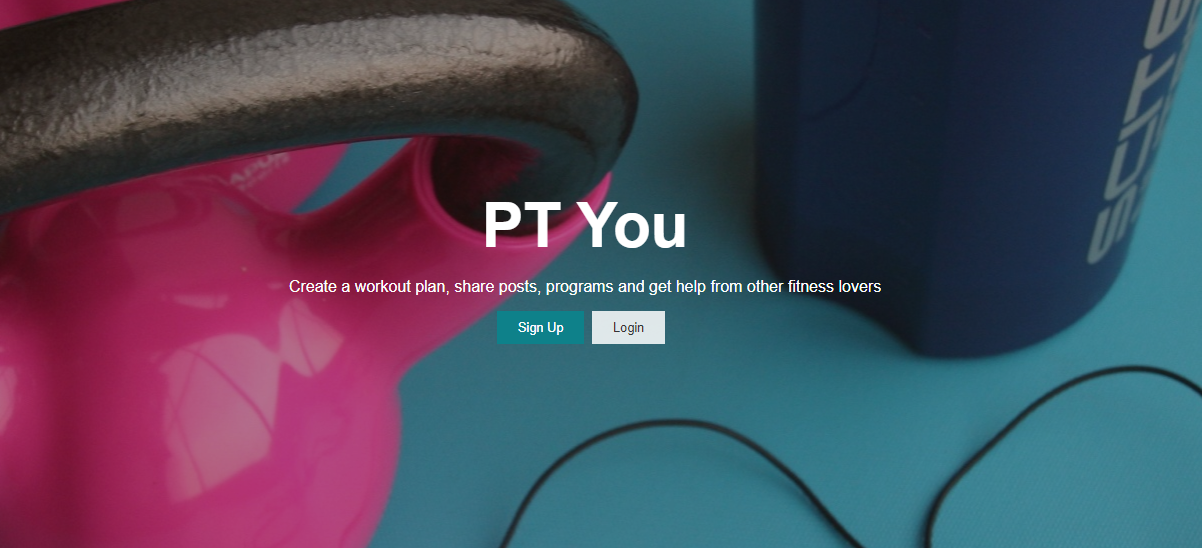 PT You
Create a workout plan, share posts, programs and get help from other fitness lovers
Sign Up
Login